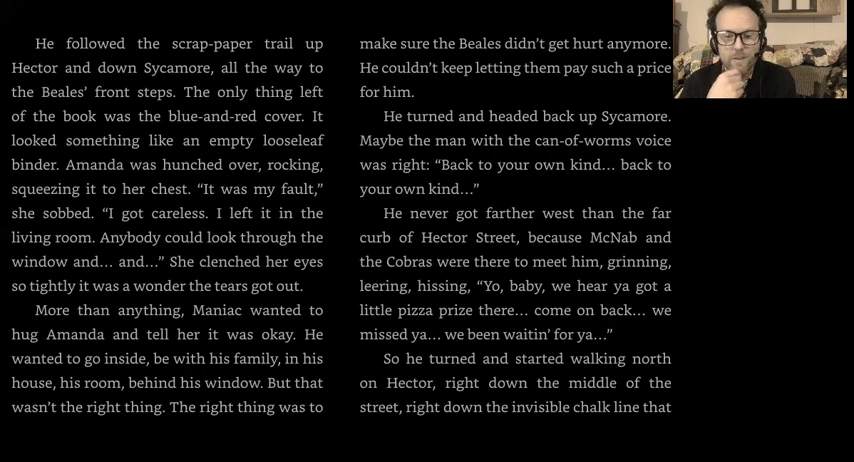 He followed the scrap-paper trail up
Hector and down Sycamore, all the way to
the Beales’ front steps. The only thing left
of the book was the blue-and-red cover. It
looked something like an empty looseleaf
binder. Amanda was hunched over, rocking,
squeezing it to her chest. “It was my fault,”
she sobbed. “I got careless. I left it in the
living room. Anybody could look through the
window and… and…” She clenched her eyes
so tightly it was a wonder the tears got out.
More than anything, Maniac wanted to
hug Amanda and tell her it was okay. He
wanted to go inside, be with his family, in his
house, his room, behind his window. But that
wasn’t the right thing. The right thing was to
make sure the Beales didn’t get hurt anymore.
He couldn’t keep letting them pay such a price
for him.
He turned and headed back up Sycamore.
Maybe the man with the can-of-worms voice
was right: “Back to your own kind… back to
your own kind…”
He never got farther west than the far
curb of Hector Street, because McNab and
the Cobras were there to meet him, grinning,
leering, hissing, “Yo, baby, we hear ya got a
little pizza prize there… come on back… we
missed ya… we been waitin’ for ya…”
So he turned and started walking north
on Hector, right down the middle of the
street, right down the invisible chalk line that